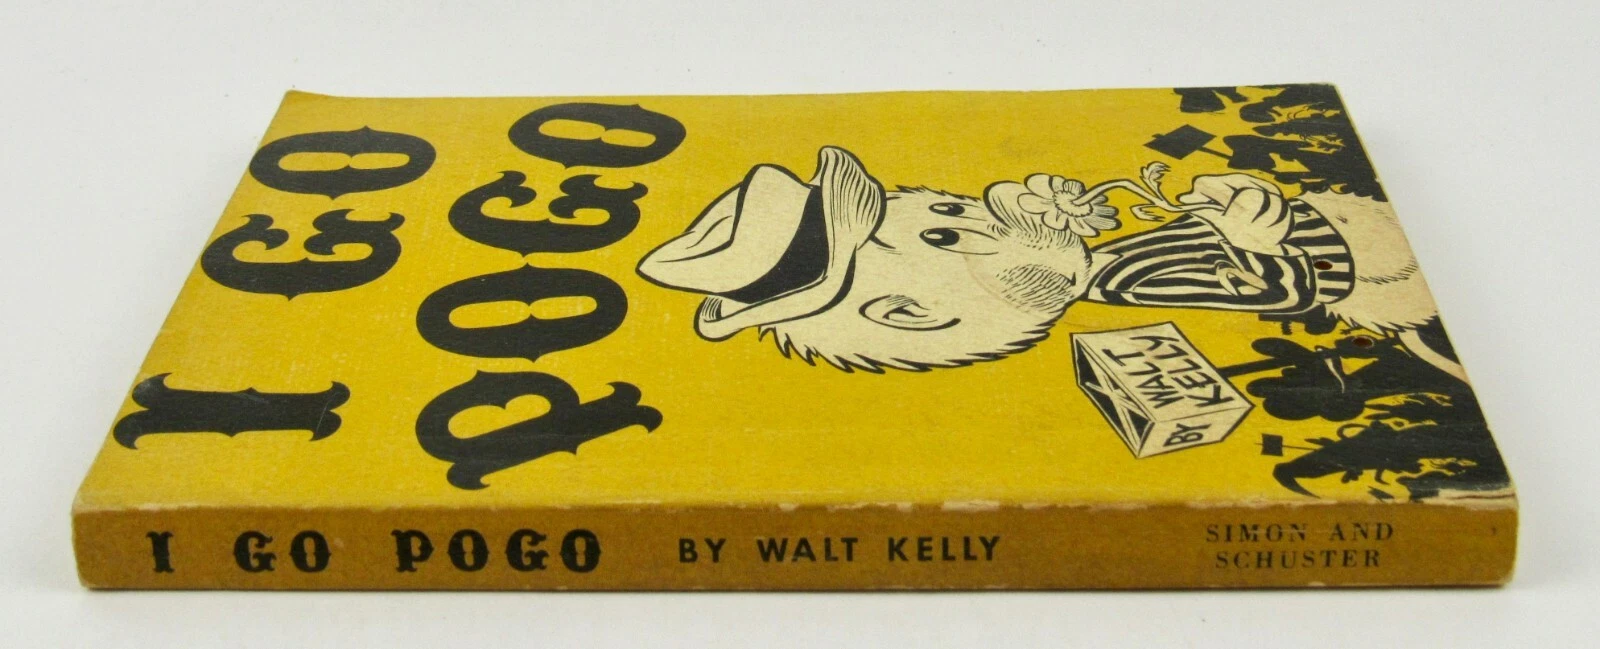 I GO
POGO
BY WALT
KELLY
I GO POGO BY WALT KELLY SIMON AND
SCHUSTER